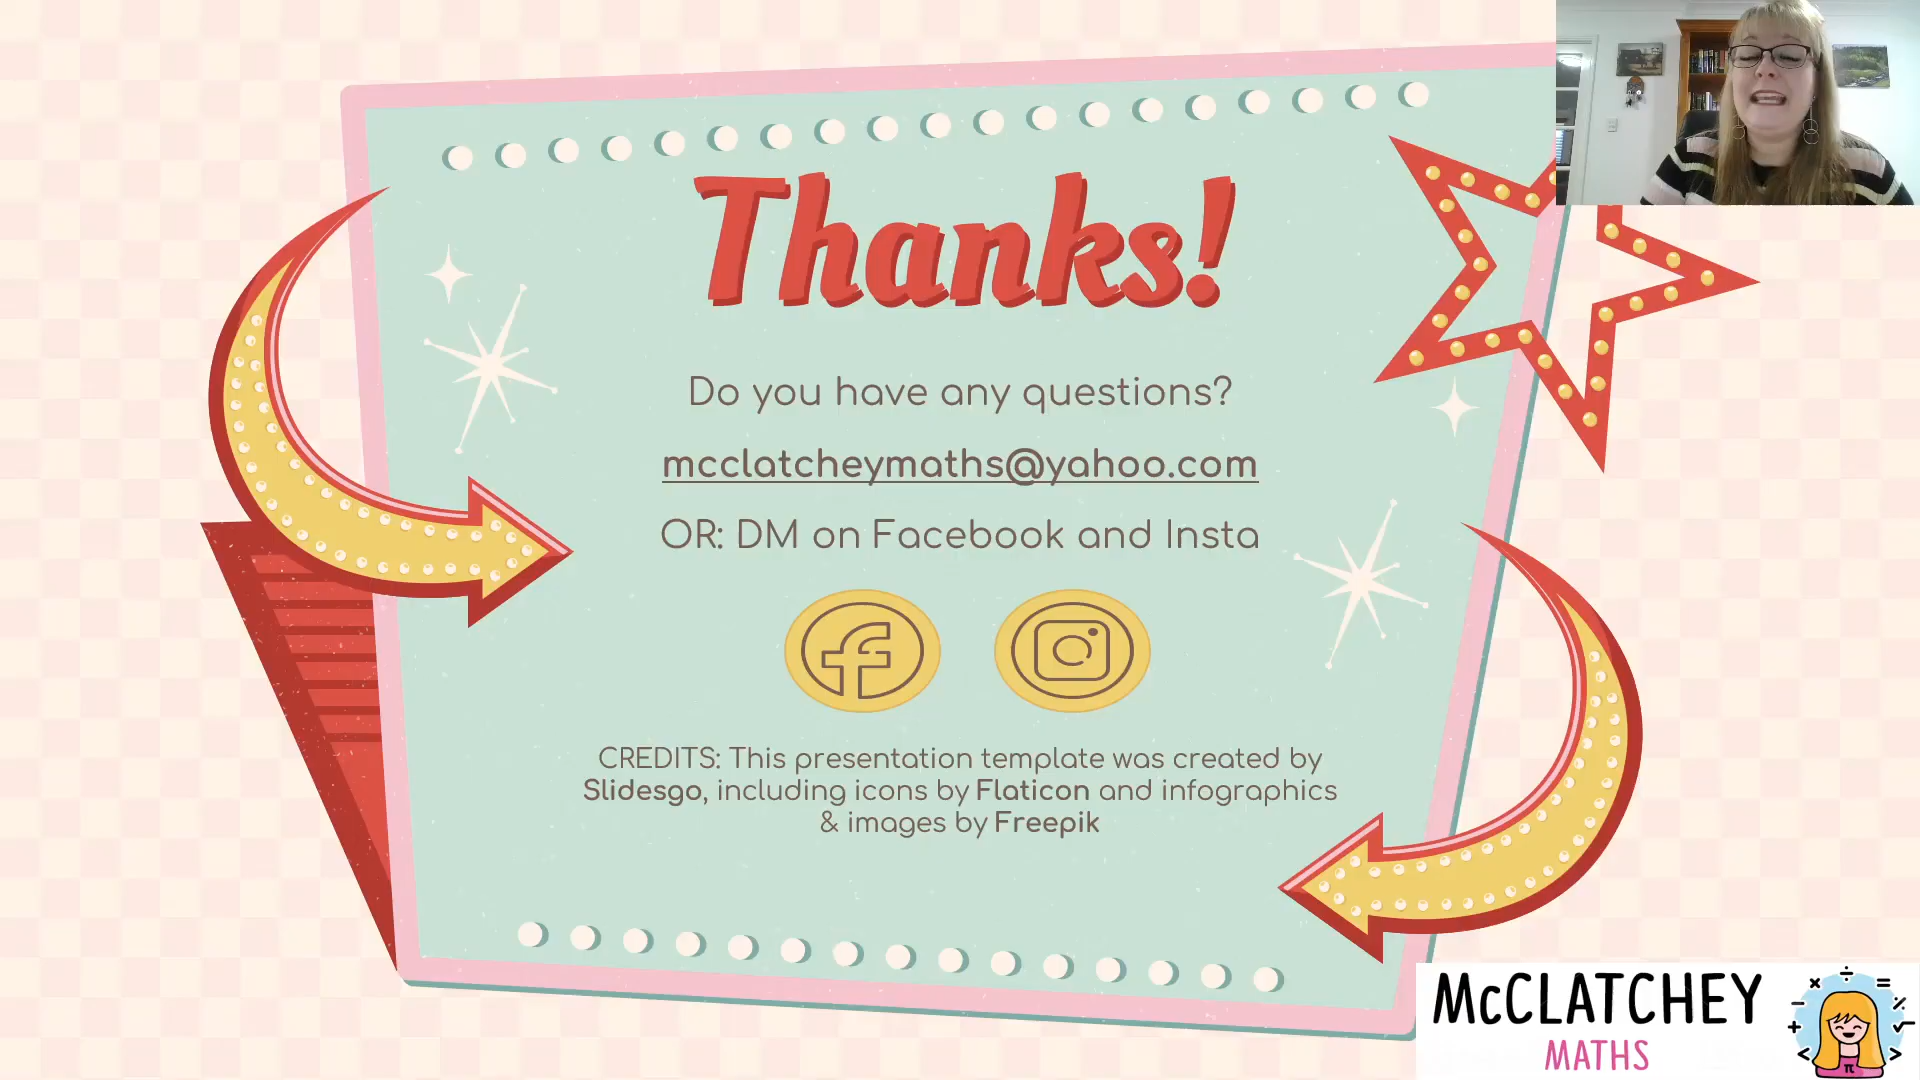 Thanks!
Do you have any questions?
mcclatcheymaths@yahoo.com
OR: DM on Facebook and Insta
CREDITS: This presentation template was created by
Slidesgo, including icons by Flaticon and infographics
& images by Freepik
McCLATCHEY
MATHS